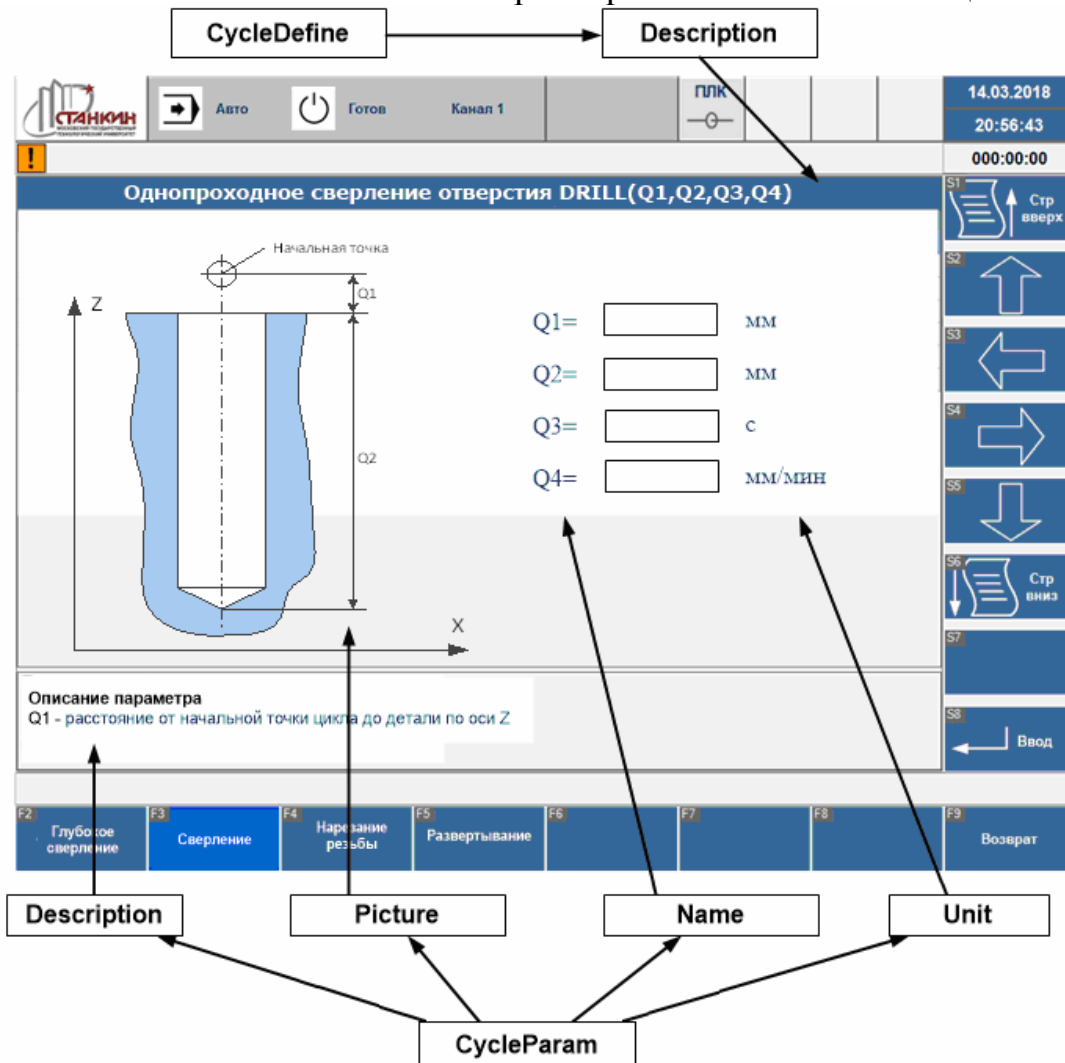 CycleDefine
Description
СТАНКИН
МОСКОВСКИЙ ГОСУДАРСТВЕННЫЙ
ТЕХНОЛОГИЧЕСКИЙ УНИВЕРСИТЕТ
Авто
Готов
Канал 1
ПЛК
14.03.2018
20:56:43
!
000:00:00
Однопроходное сверление отверстия DRILL(Q1,Q2,Q3,Q4)
Начальная точка
Q1
Z
Q2
X
Q1= мм
Q2= мм
Q3= с
Q4= мм/мин
S1
Стр
вверх
S2
S3
S4
S5
S6
Стр
вниз
S7
S8
Ввод
Описание параметра
Q1 - расстояние от начальной точки цикла до детали по оси Z
F2
Глубокое
сверление
F3
Сверление
F4
Нарезание
резьбы
F5
Развертывание
F6
F7
F8
F9
Возврат
Description
Picture
Name
Unit
CycleParam